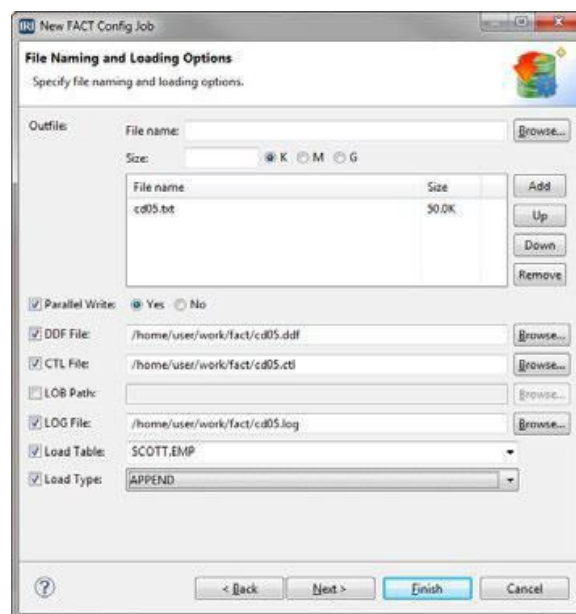 IRI New FACT Config Job
File Naming and Loading Options
Specify file naming and loading options.
Outfile: File name: Browse...
Size: K M G
File name Size
cd05.txt 50.0K
Add
Up
Down
Remove
Parallel Write: Yes No
DDF File: /home/user/work/fact/cd05.ddf Browse...
CTL File: /home/user/work/fact/cd05.ctl Browse...
LOB Path: Browse...
LOG File: /home/user/work/fact/cd05.log Browse...
Load Table: SCOTT.EMP
Load Type: APPEND
? < Back Next > Finish Cancel